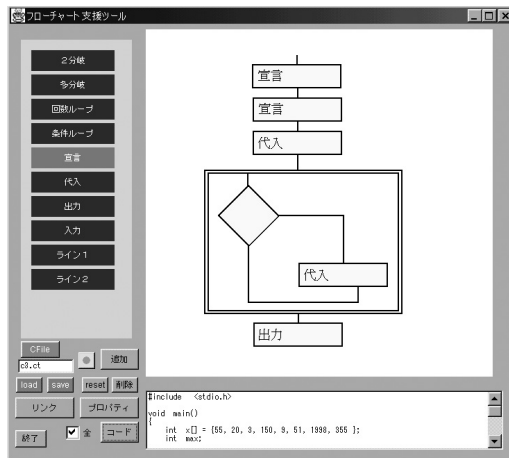 フローチャート支援ツール
2分岐
多分岐
回数ループ
条件ループ
宣言
代入
出力
入力
ライン1
ライン2
宣言
宣言
代入
代入
出力
CFile
c3.ct
追加
load save reset 削除
リンク プロパティ
終了 全 コード
#include <stdio.h>
void main()
{
int x[] = {55, 20, 3, 150, 9, 51, 1998, 355 };
int max;